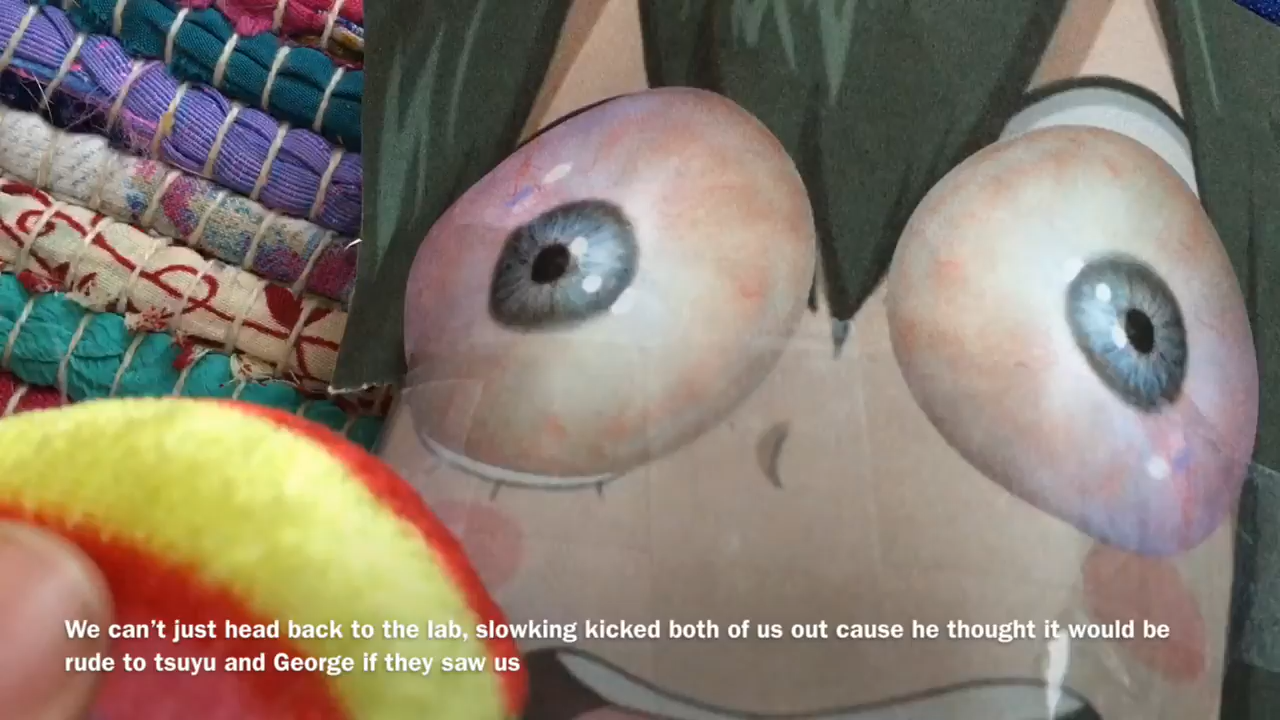 We can't just head back to the lab, slowking kicked both of us out cause he thought it would be
rude to tsuyu and George if they saw us